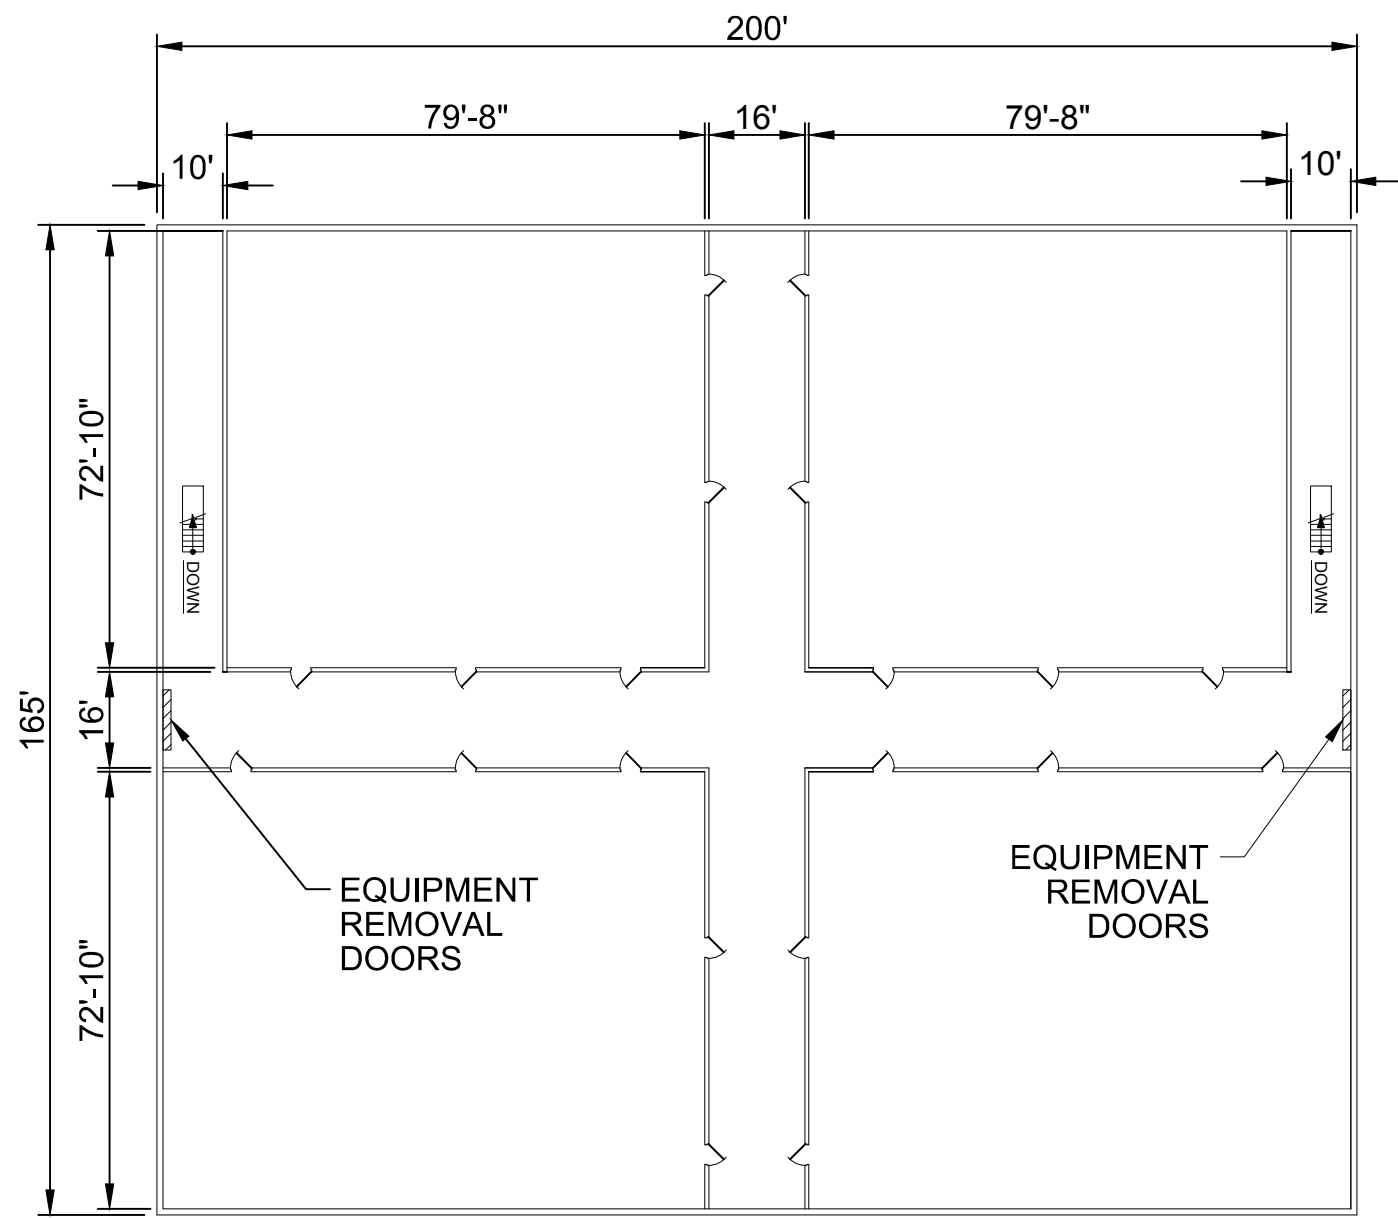 200'
79'-8"
16'
79'-8"
10'
10'
72'-10"
DOWN
DOWN
165'
16'
EQUIPMENT
REMOVAL
DOORS
EQUIPMENT
REMOVAL
DOORS
72'-10"